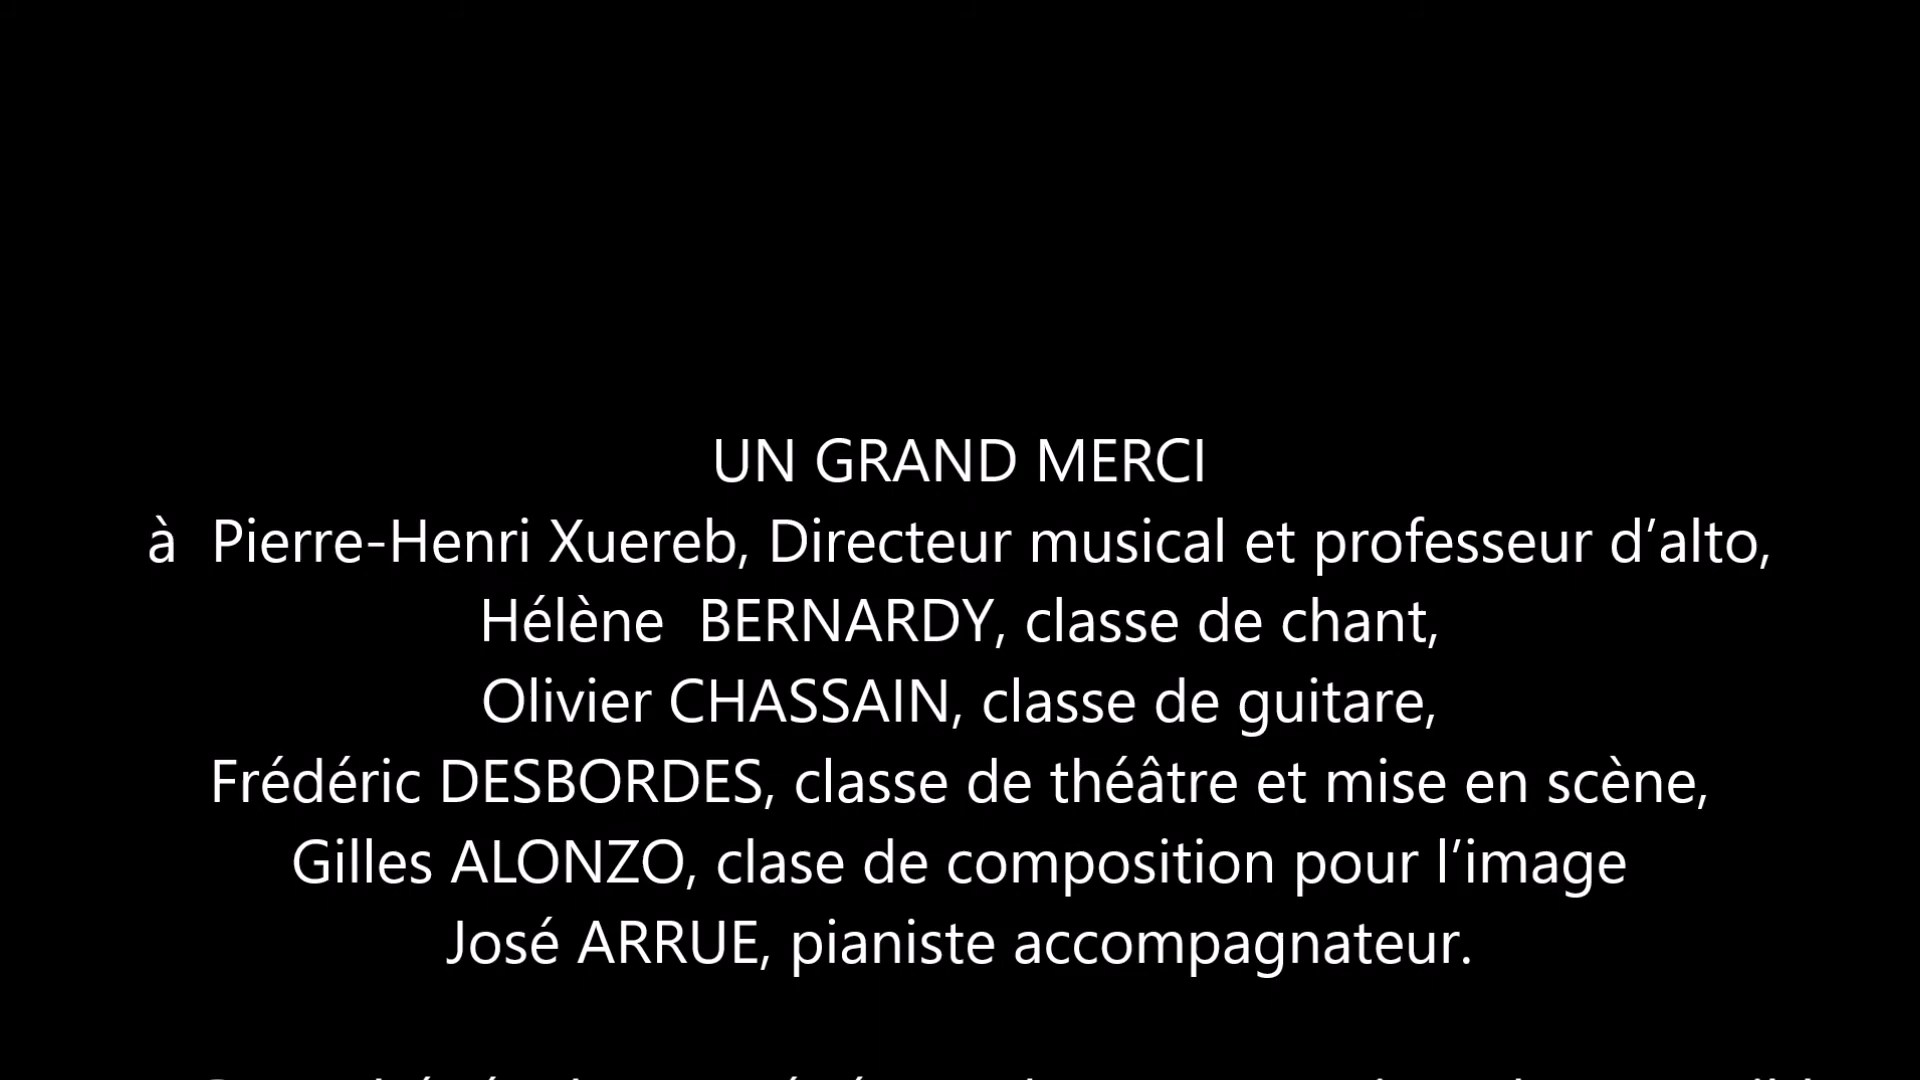 UN GRAND MERCI
à  Pierre-Henri Xuereb, Directeur musical et professeur d’alto,
Hélène  BERNARDY, classe de chant,
Olivier CHASSAIN, classe de guitare,
Frédéric DESBORDES, classe de théâtre et mise en scène,
Gilles ALONZO, clase de composition pour l’image
José ARRUE, pianiste accompagnateur.